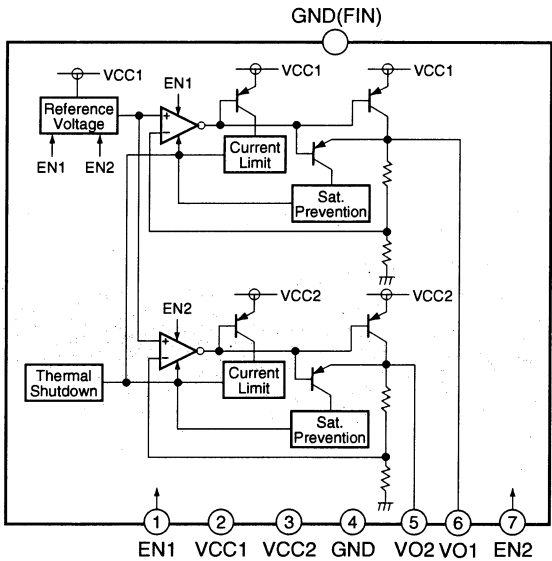 GND(FIN)
VCC1
VCC1
VCC1
EN1
Reference
Voltage
+
−
EN1
EN2
Current
Limit
Sat.
Prevention
VCC2
VCC2
EN2
+
−
Thermal
Shutdown
Current
Limit
Sat.
Prevention
1 2 3 4 5 6 7
EN1 VCC1 VCC2 GND VO2 VO1 EN2